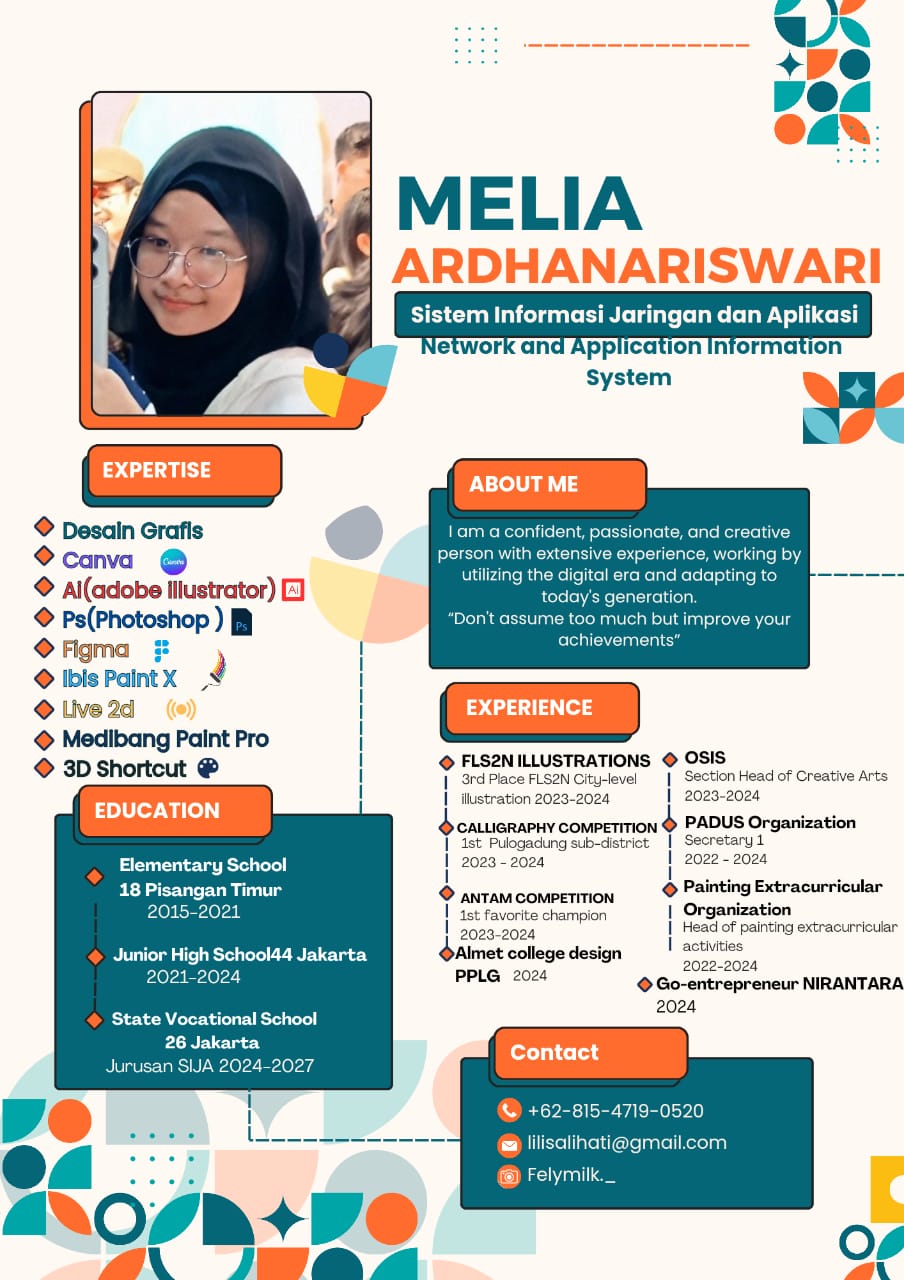 MELIA
ARDHANARISWARI
Sistem Informasi Jaringan dan Aplikasi
Network and Application Information
System
EXPERTISE
Desain Grafis
Canva
Canva
Ai(adobe illustrator)
Ai
Ps(Photoshop )
Ps
Figma
Ibis Paint X
Live 2d
Medibang Paint Pro
3D Shortcut
EDUCATION
Elementary School
18 Pisangan Timur
2015-2021
Junior High School44 Jakarta
2021-2024
State Vocational School
26 Jakarta
Jurusan SIJA 2024-2027
ABOUT ME
I am a confident, passionate, and creative
person with extensive experience, working by
utilizing the digital era and adapting to
today's generation.
“Don't assume too much but improve your
achievements”
EXPERIENCE
FLS2N ILLUSTRATIONS
3rd Place FLS2N City-level
illustration 2023-2024
CALLIGRAPHY COMPETITION
1st Pulogadung sub-district
2023 - 2024
ANTAM COMPETITION
1st favorite champion
2023-2024
Almet college design
PPLG 2024
OSIS
Section Head of Creative Arts
2023-2024
PADUS Organization
Secretary 1
2022 - 2024
Painting Extracurricular
Organization
Head of painting extracurricular
activities
2022-2024
Go-entrepreneur NIRANTARA
2024
Contact
+62-815-4719-0520
lilisalihati@gmail.com
Felymilk._